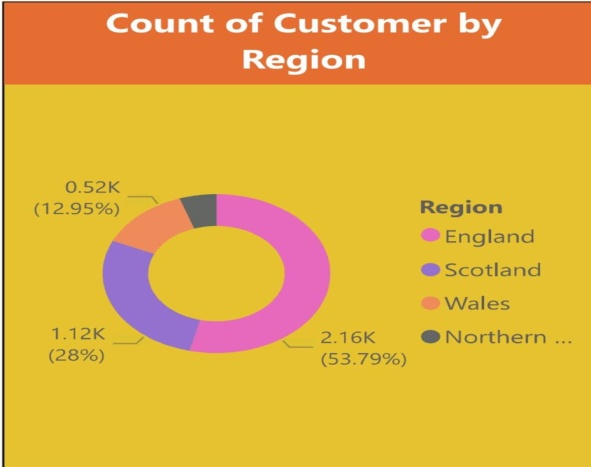 Count of Customer by
Region
0.52K
(12.95%)
1.12K
(28%)
2.16K
(53.79%)
Region
England
Scotland
Wales
Northern ...